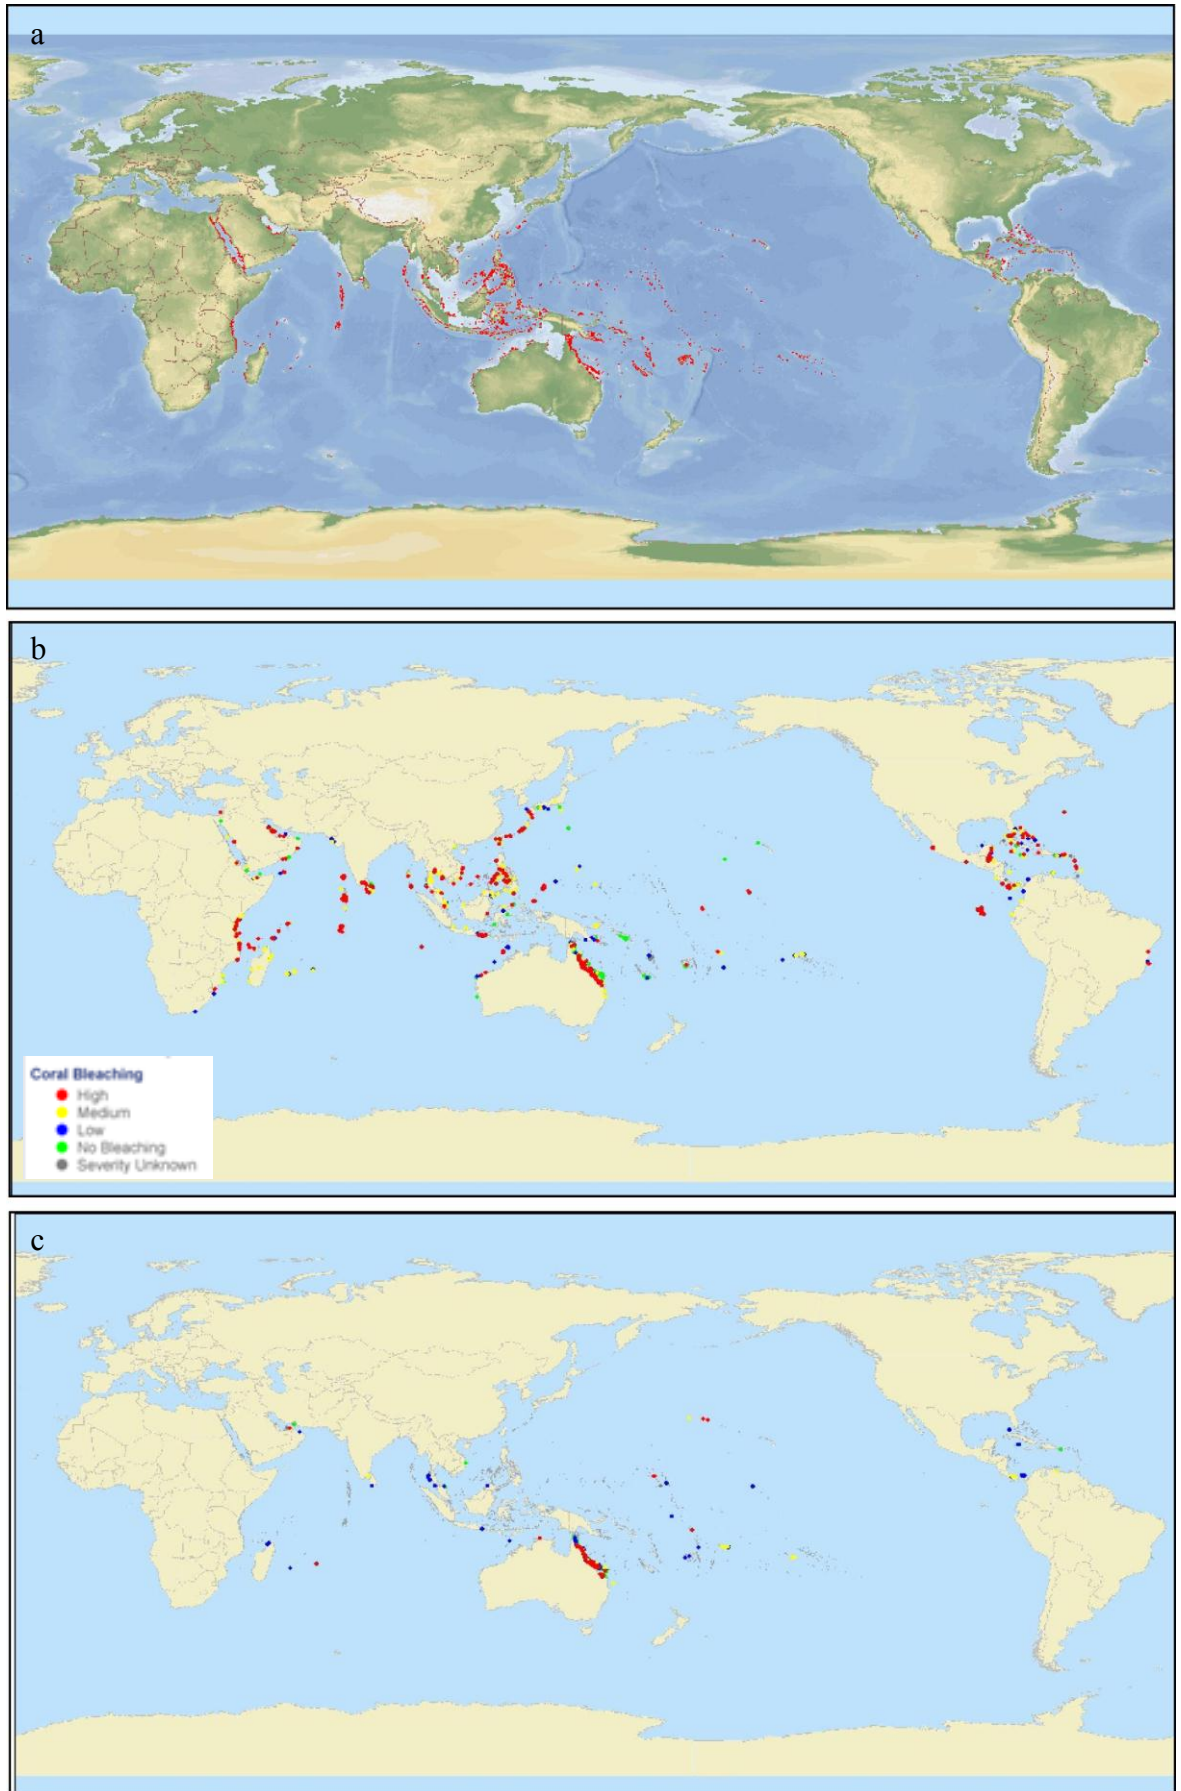 a
b
Coral Bleaching
High
Medium
Low
No Bleaching
Severity Unknown
c